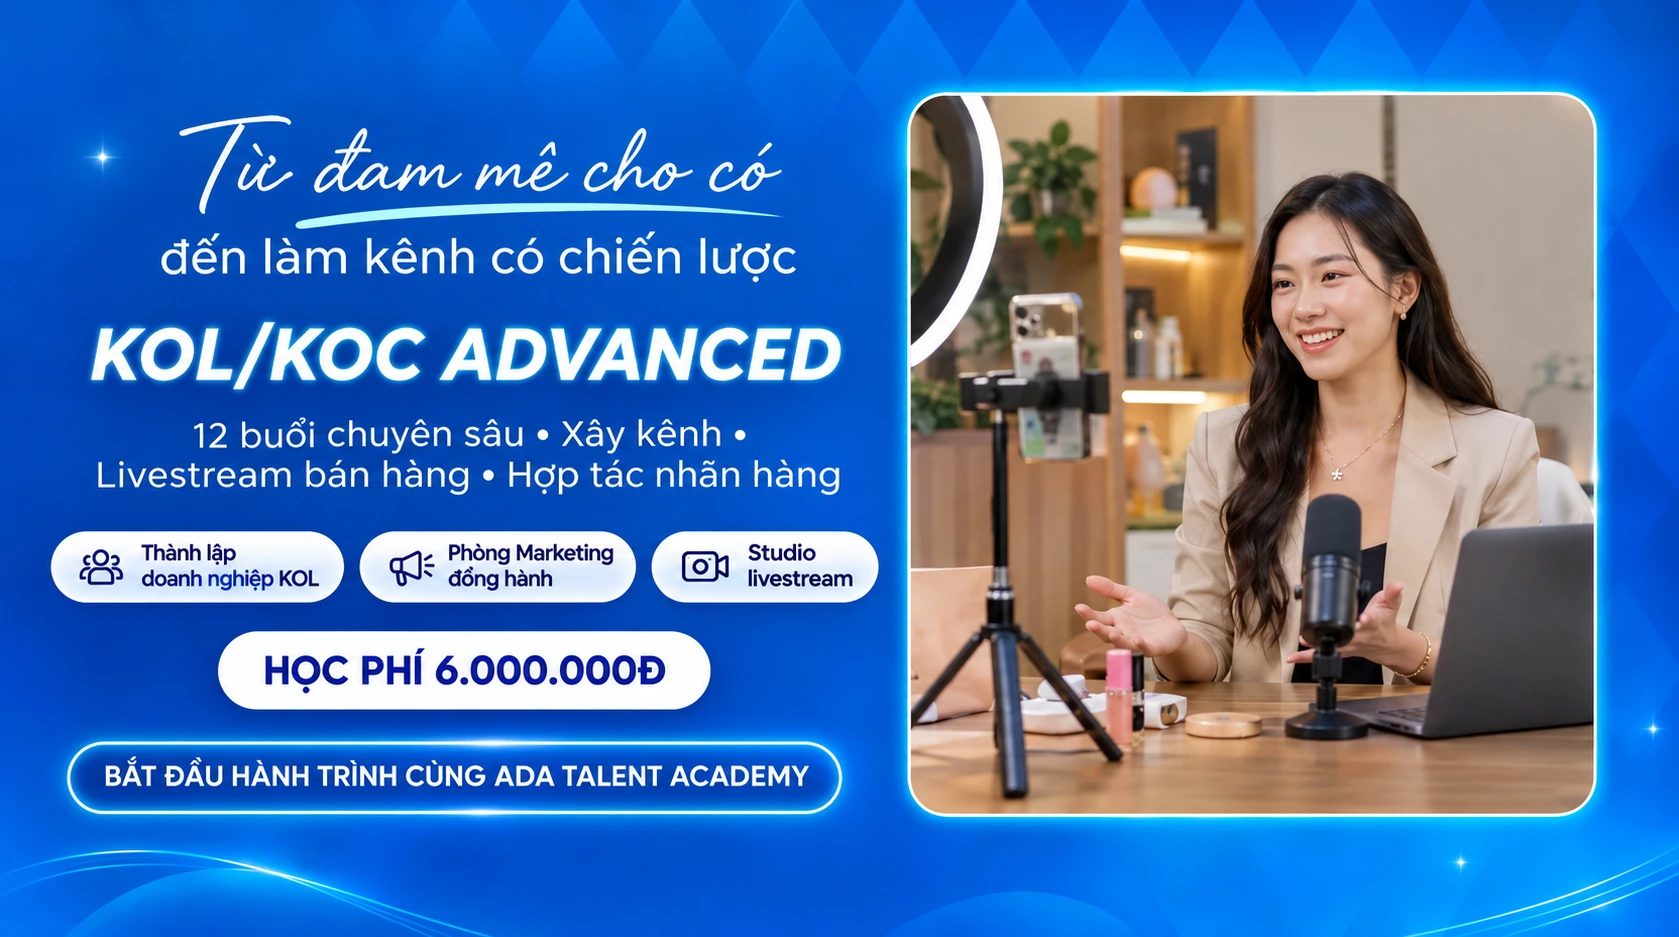 Từ đam mê cho có
đến làm kênh có chiến lược
KOL/KOC ADVANCED
12 buổi chuyên sâu • Xây kênh •
Livestream bán hàng • Hợp tác nhãn hàng
Thành lập
doanh nghiệp KOL
Phòng Marketing
đồng hành
Studio
livestream
HỌC PHÍ 6.000.000Đ
BẮT ĐẦU HÀNH TRÌNH CÙNG ADA TALENT ACADEMY